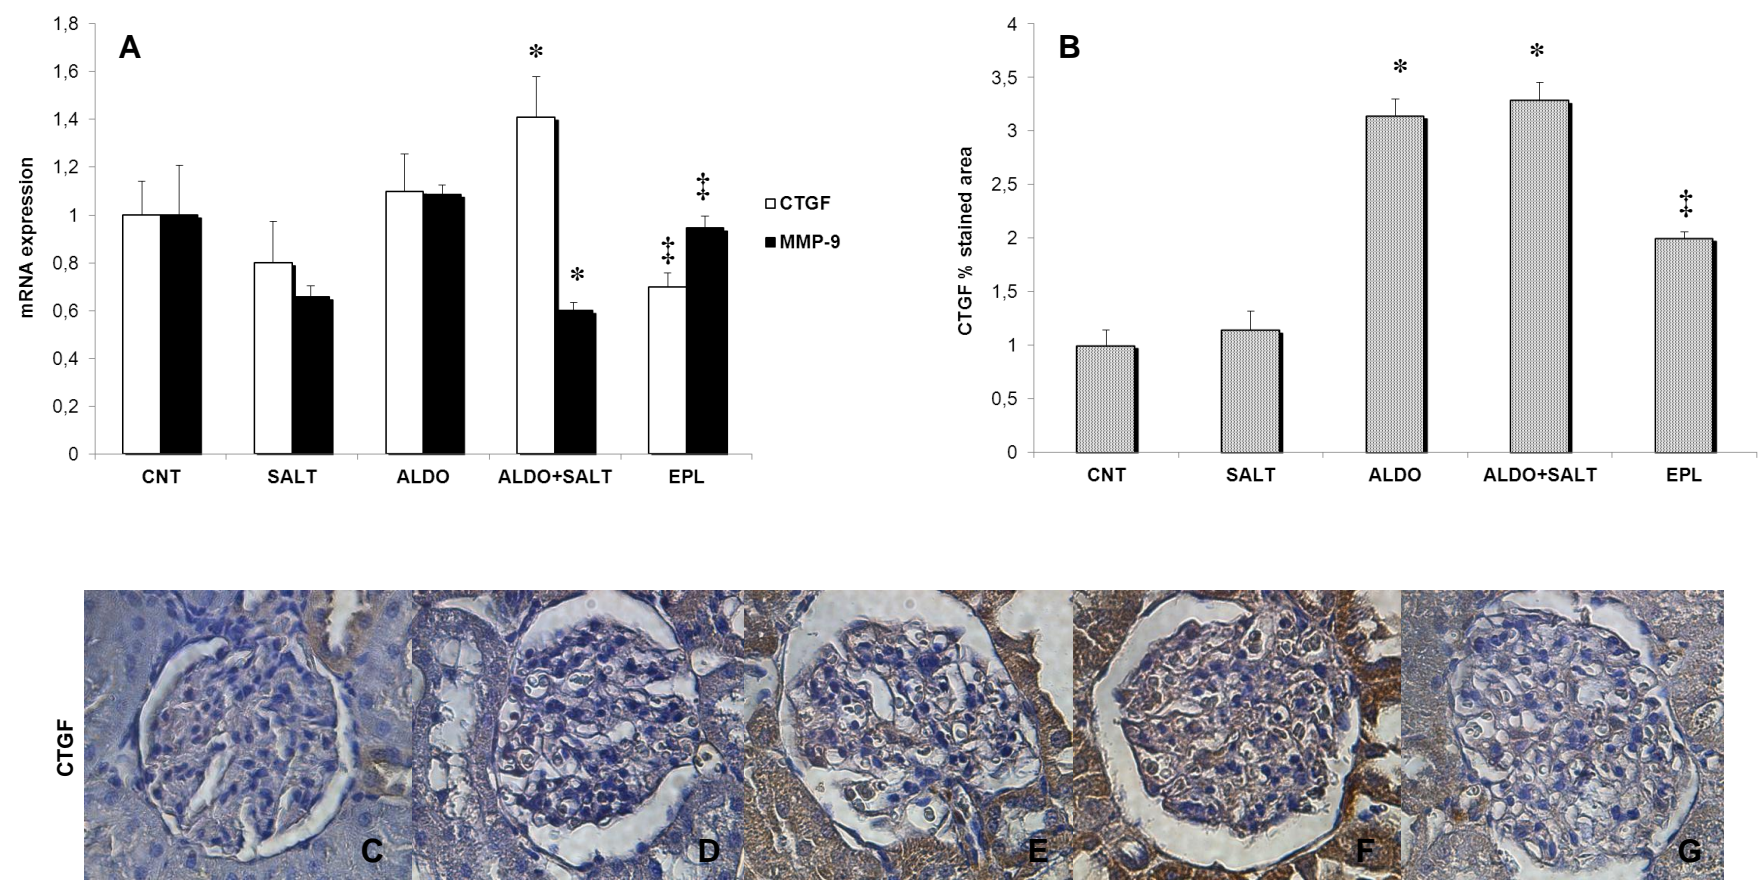 A
mRNA expression
1,8
1,6
1,4
1,2
1
0,8
0,6
0,4
0,2
0
*
*
‡
‡
CNT SALT ALDO ALDO+SALT EPL
CTGF
MMP-9
B
CTGF % stained area
4
3,5
3
2,5
2
1,5
1
0,5
0
*
*
‡
CNT SALT ALDO ALDO+SALT EPL
CTGF
C D E F G